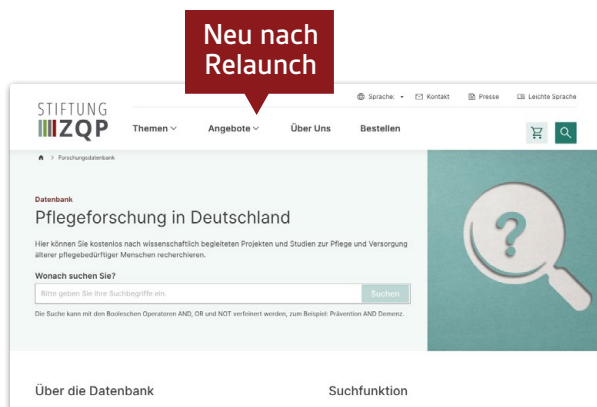 Neu nach
Relaunch
Sprache: Kontakt Presse Leichte Sprache
STIFTUNG
ZQP
Themen Angebote Über Uns Bestellen
> Forschungsdatenbank
Datenbank
Pflegeforschung in Deutschland
Hier können Sie kostenlos nach wissenschaftlich begleiteten Projekten und Studien zur Pflege und Versorgung
älterer pflegebedürftiger Menschen recherchieren.
Wonach suchen Sie?
Bitte geben Sie Ihre Suchbegriffe ein. Suchen
Die Suche kann mit den Booleschen Operatoren AND, OR und NOT verfeinert werden, zum Beispiel: Prävention AND Demenz.
?
Über die Datenbank Suchfunktion